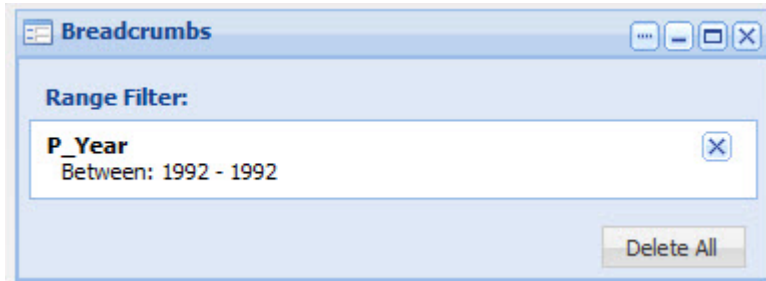 Breadcrumbs
Range Filter:
P_Year
Between: 1992 - 1992
Delete All